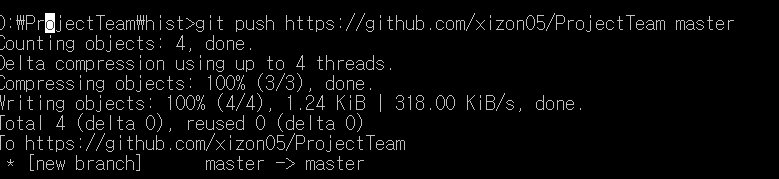 D:₩ProjectTeam₩hist>git push https://github.com/xizon05/ProjectTeam master
Counting objects: 4, done.
Delta compression using up to 4 threads.
Compressing objects: 100% (3/3), done.
Writing objects: 100% (4/4), 1.24 KiB | 318.00 KiB/s, done.
Total 4 (delta 0), reused 0 (delta 0)
To https://github.com/xizon05/ProjectTeam
 * [new branch]      master -> master